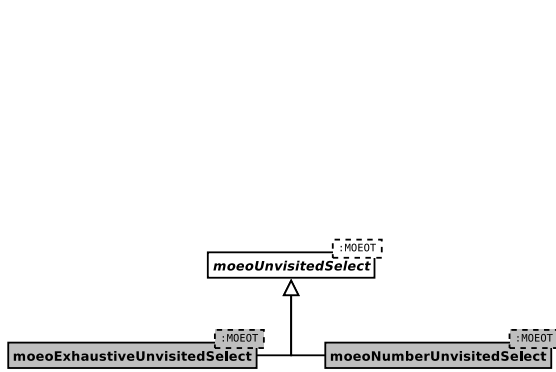 :MOEOT
moeoUnvisitedSelect
:MOEOT
:MOEOT
moeoExhaustiveUnvisitedSelect
moeoNumberUnvisitedSelect